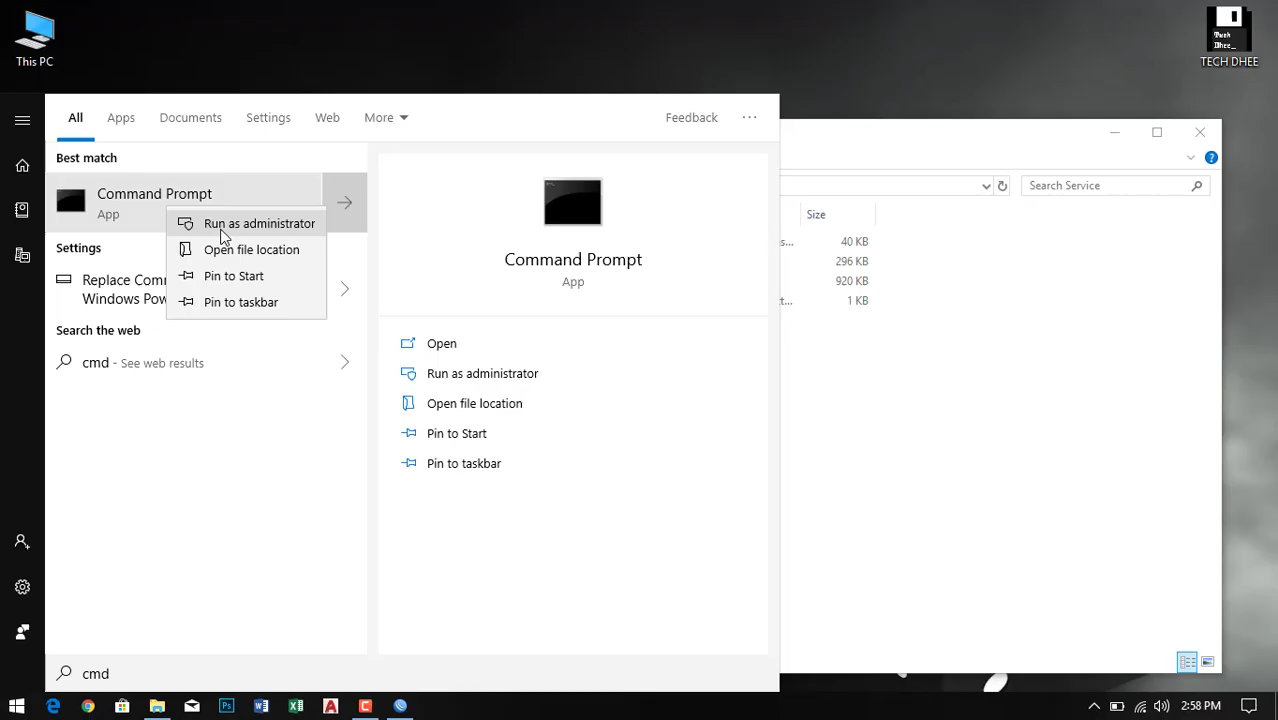 This PC
Tech
Dhee_
TECH DHEE
All
Apps
Documents
Settings
Web
More
Feedback
Best match
Command Prompt
App
Run as administrator
Open file location
Pin to Start
Pin to taskbar
Settings
Replace Com
Windows Pow
Search the web
cmd - See web results
Command Prompt
App
Open
Run as administrator
Open file location
Pin to Start
Pin to taskbar
cmd
Search Service
Size
s... 40 KB
296 KB
920 KB
t... 1 KB
2:58 PM